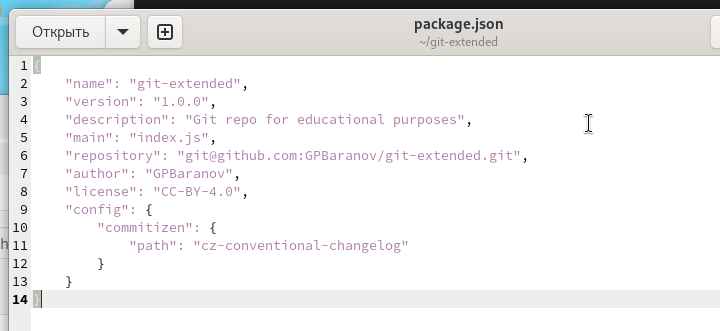 Открыть
package.json
~/git-extended
1 {
2     "name": "git-extended",
3     "version": "1.0.0",
4     "description": "Git repo for educational purposes",
5     "main": "index.js",
6     "repository": "git@github.com:GPBaranov/git-extended.git",
7     "author": "GPBaranov",
8     "license": "CC-BY-4.0",
9     "config": {
10         "commitizen": {
11             "path": "cz-conventional-changelog"
12         }
13     }
14 }